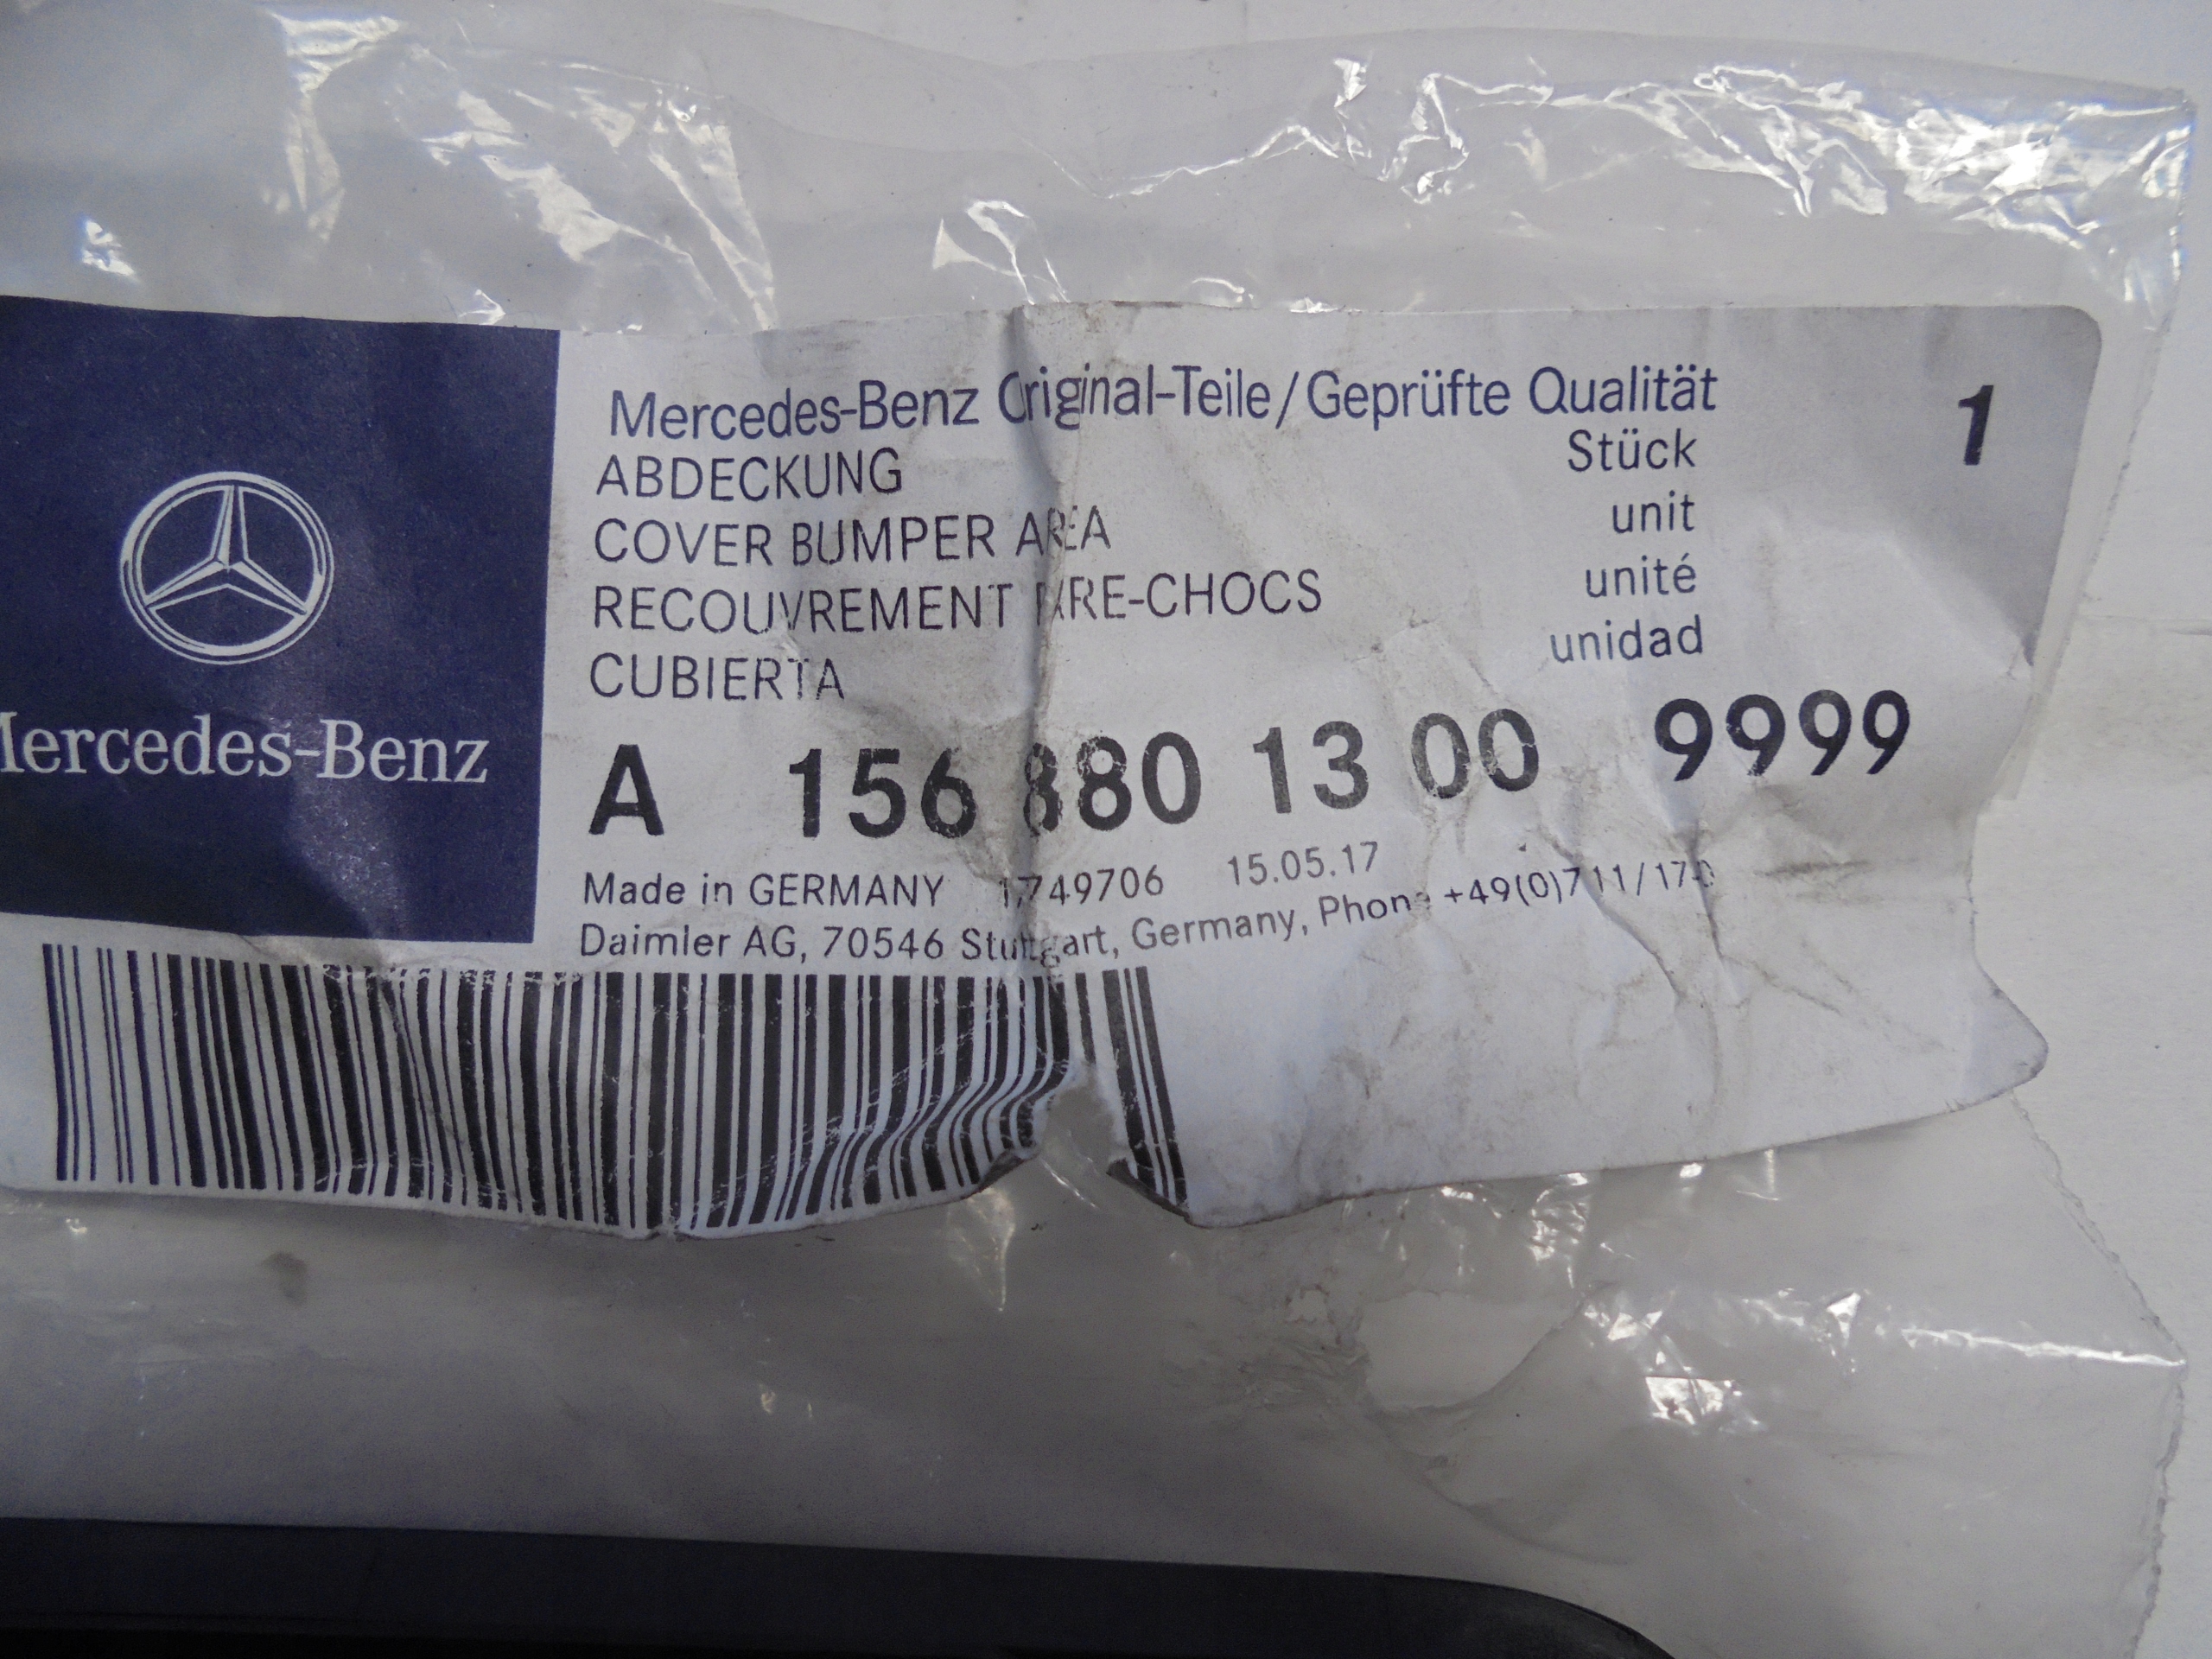 Mercedes-Benz Original-Teile/Geprüfte Qualität
ABDECKUNG
COVER BUMPER AREA
RECOUVREMENT PARE-CHOCS
CUBIERTA
Stück 1
unit
unité
unidad
Mercedes-Benz
A 156 880 13 00 9999
Made in GERMANY 1749706 15.05.17
Daimler AG, 70546 Stuttgart, Germany, Phone +49(0)711/17-0